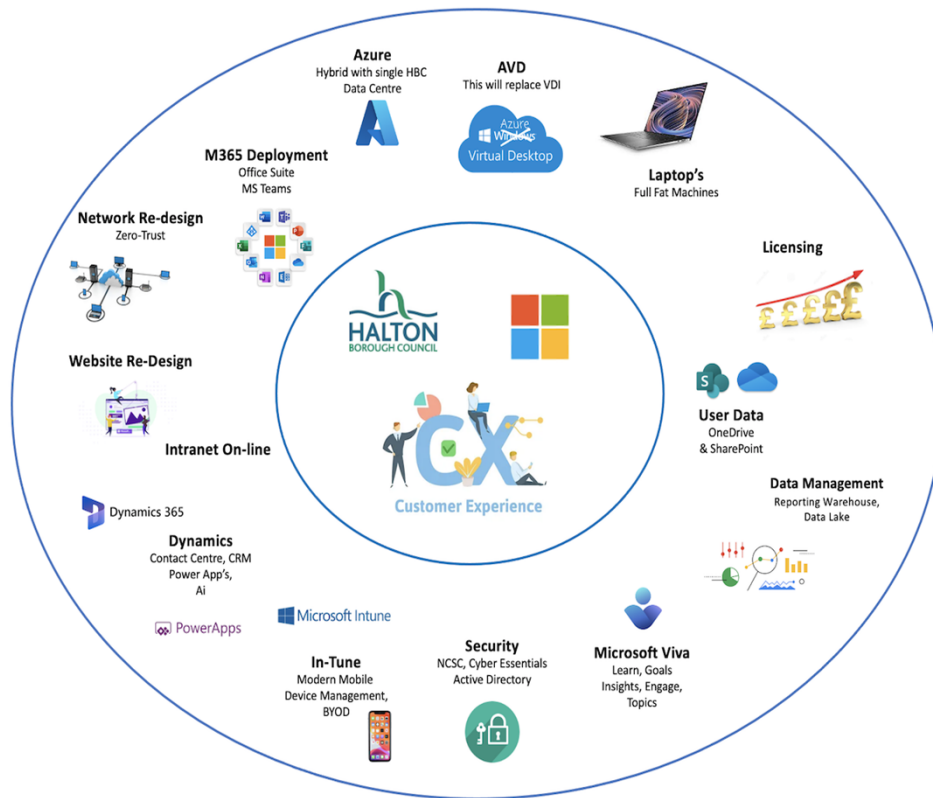 Azure
Hybrid with single HBC
Data Centre
AVD
This will replace VDI
Azure
Windows
Virtual Desktop
Laptop's
Full Fat Machines
M365 Deployment
Office Suite
MS Teams
Network Re-design
Zero-Trust
Licensing
£££££
HALTON
BOROUGH COUNCIL
Website Re-Design
S
User Data
OneDrive
& SharePoint
Intranet On-line
CX
Customer Experience
Data Management
Reporting Warehouse,
Data Lake
Dynamics 365
Dynamics
Contact Centre, CRM
Power App's,
Ai
PowerApps
Microsoft Intune
In-Tune
Modern Mobile
Device Management,
BYOD
Security
NCSC, Cyber Essentials
Active Directory
Microsoft Viva
Learn, Goals
Insights, Engage,
Topics